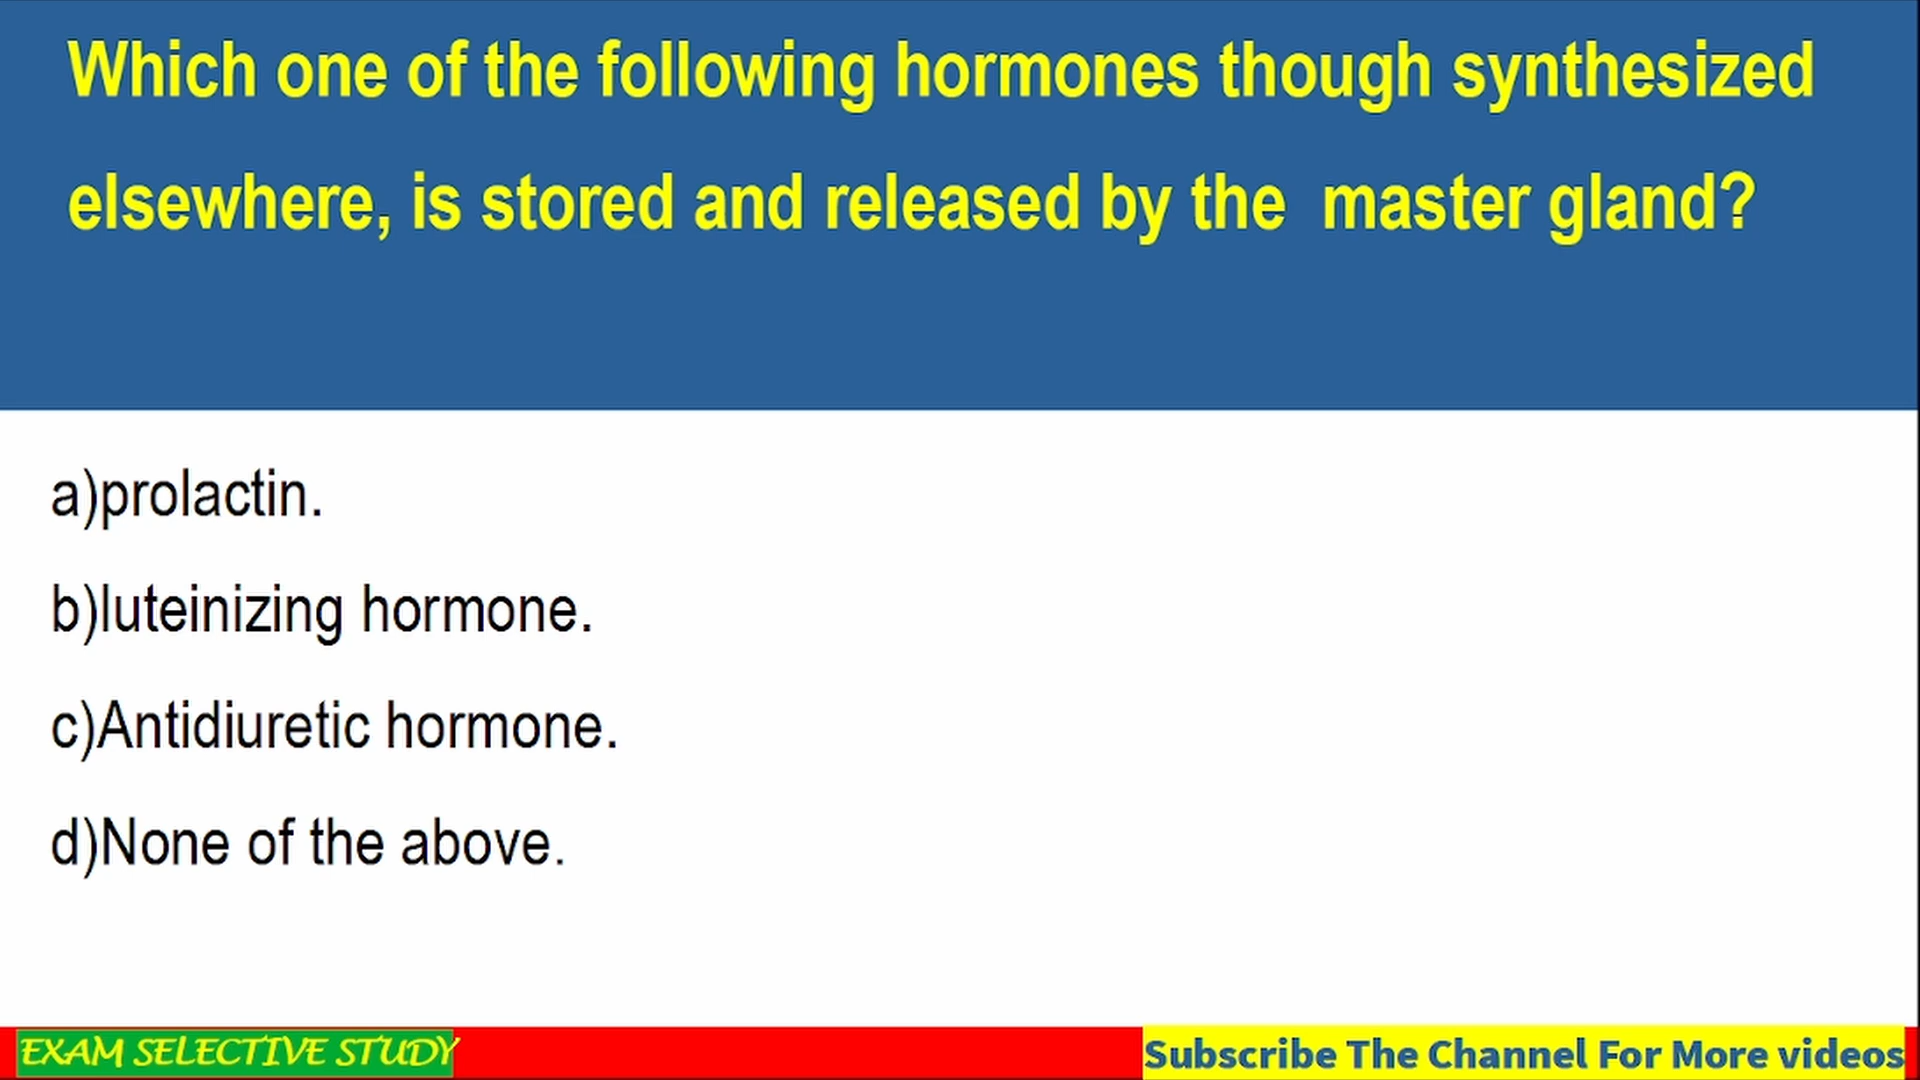 Which one of the following hormones though synthesized
elsewhere, is stored and released by the  master gland?
a)prolactin.
b)luteinizing hormone.
c)Antidiuretic hormone.
d)None of the above.
EXAM SELECTIVE STUDY
Subscribe The Channel For More videos